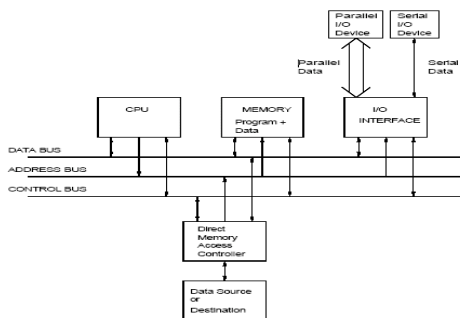 Parallel
I/O
Device
Serial
I/O
Device
Parallel
Data
Serial
Data
CPU
MEMORY
Program +
Data
I/O
INTERFACE
DATA BUS
ADDRESS BUS
CONTROL BUS
Direct
Memory
Access
Controller
Data Source
or
Destination